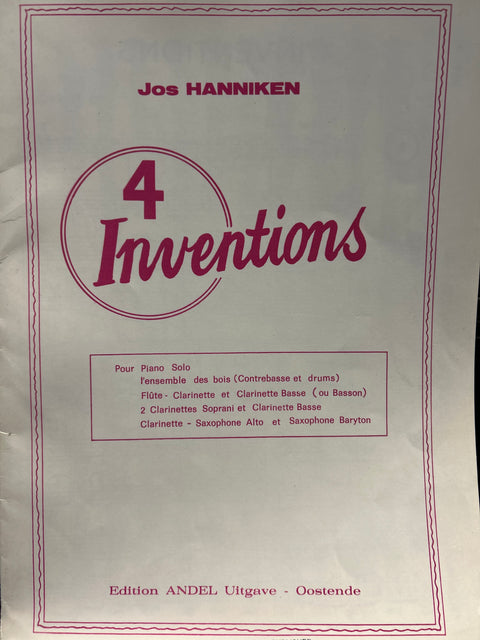 Jos HANNIKEN
4
Inventions
Pour Piano Solo
l'ensemble des bois (Contrebasse et drums)
Flûte - Clarinette et Clarinette Basse (ou Basson)
2 Clarinettes Soprani et Clarinette Basse
Clarinette - Saxophone Alto et Saxophone Baryton
Edition ANDEL Uitgave - Oostende